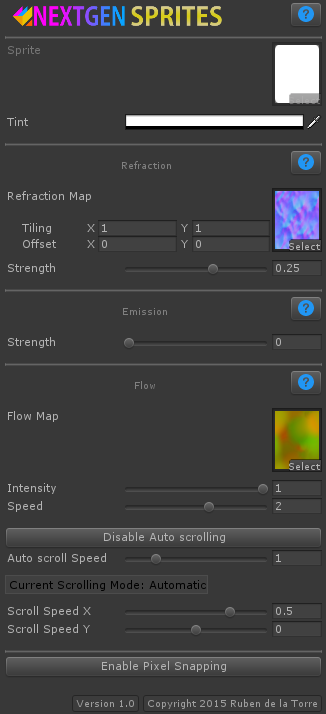 NEXTGEN SPRITES
?
Sprite
Select
Tint
Refraction
?
Refraction Map
Tiling X 1 Y 1
Offset X 0 Y 0
Select
Strength 0.25
Emission
?
Strength 0
Flow
?
Flow Map
Select
Intensity 1
Speed 2
Disable Auto scrolling
Auto scroll Speed 1
Current Scrolling Mode: Automatic
Scroll Speed X 0.5
Scroll Speed Y 0
Enable Pixel Snapping
Version 1.0 Copyright 2015 Ruben de la Torre